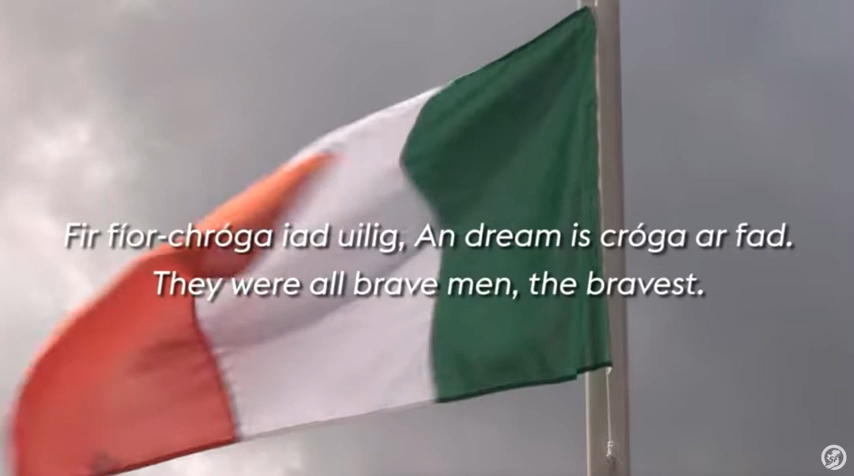 Fir fíor-chróga iad uilig, An dream is cróga ar fad.
They were all brave men, the bravest.